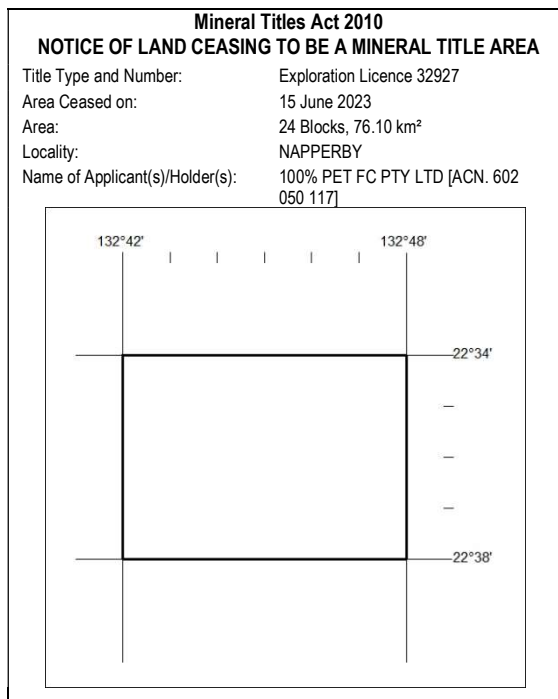 Mineral Titles Act 2010
NOTICE OF LAND CEASING TO BE A MINERAL TITLE AREA
Title Type and Number: Exploration Licence 32927
Area Ceased on: 15 June 2023
Area: 24 Blocks, 76.10 km²
Locality: NAPPERBY
Name of Applicant(s)/Holder(s): 100% PET FC PTY LTD [ACN. 602
050 117]
132°42' 132°48'
22°34'
22°38'